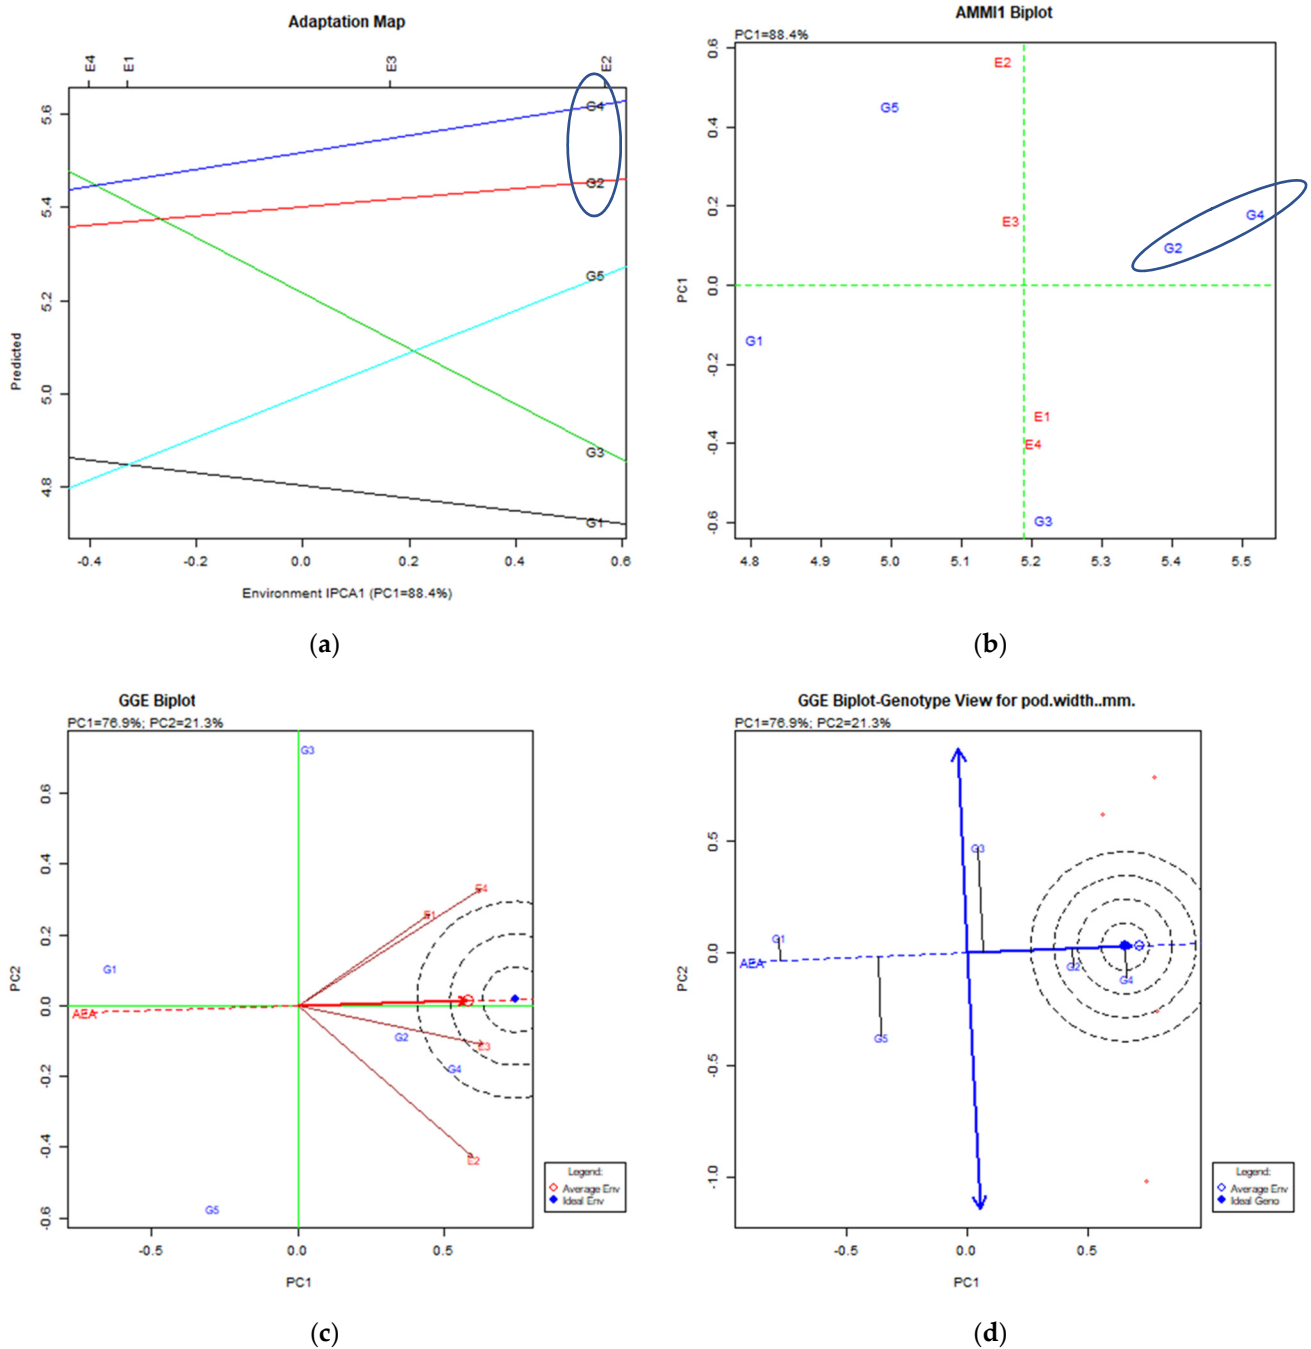 Adaptation Map
E4 E1 E3 E2
5.6
5.4
5.2
5.0
4.8
Predicted
G4
G2
G5
G3
G1
-0.4 -0.2 0.0 0.2 0.4 0.6
Environment IPCA1 (PC1=88.4%)
(a)
AMMI1 Biplot
PC1=88.4%
0.6
0.4
0.2
0.0
-0.2
-0.4
-0.6
PC1
E2
G5
E3
G4
G2
G1
E1
E4
G3
4.8 4.9 5.0 5.1 5.2 5.3 5.4 5.5
(b)
GGE Biplot
PC1=76.9%; PC2=21.3%
0.6
0.4
0.2
0.0
-0.2
-0.4
-0.6
PC2
G3
E4
E1
G1
AEA
G2
E3
G4
E2
G5
-0.5 0.0 0.5
PC1
Legend:
Average Env
Ideal Env
(c)
GGE Biplot-Genotype View for pod.width..mm.
PC1=76.9%; PC2=21.3%
0.5
0.0
-0.5
-1.0
PC2
G3
G1
AEA
G2
G4
G5
-0.5 0.0 0.5
PC1
Legend:
Average Env
Ideal Geno
(d)